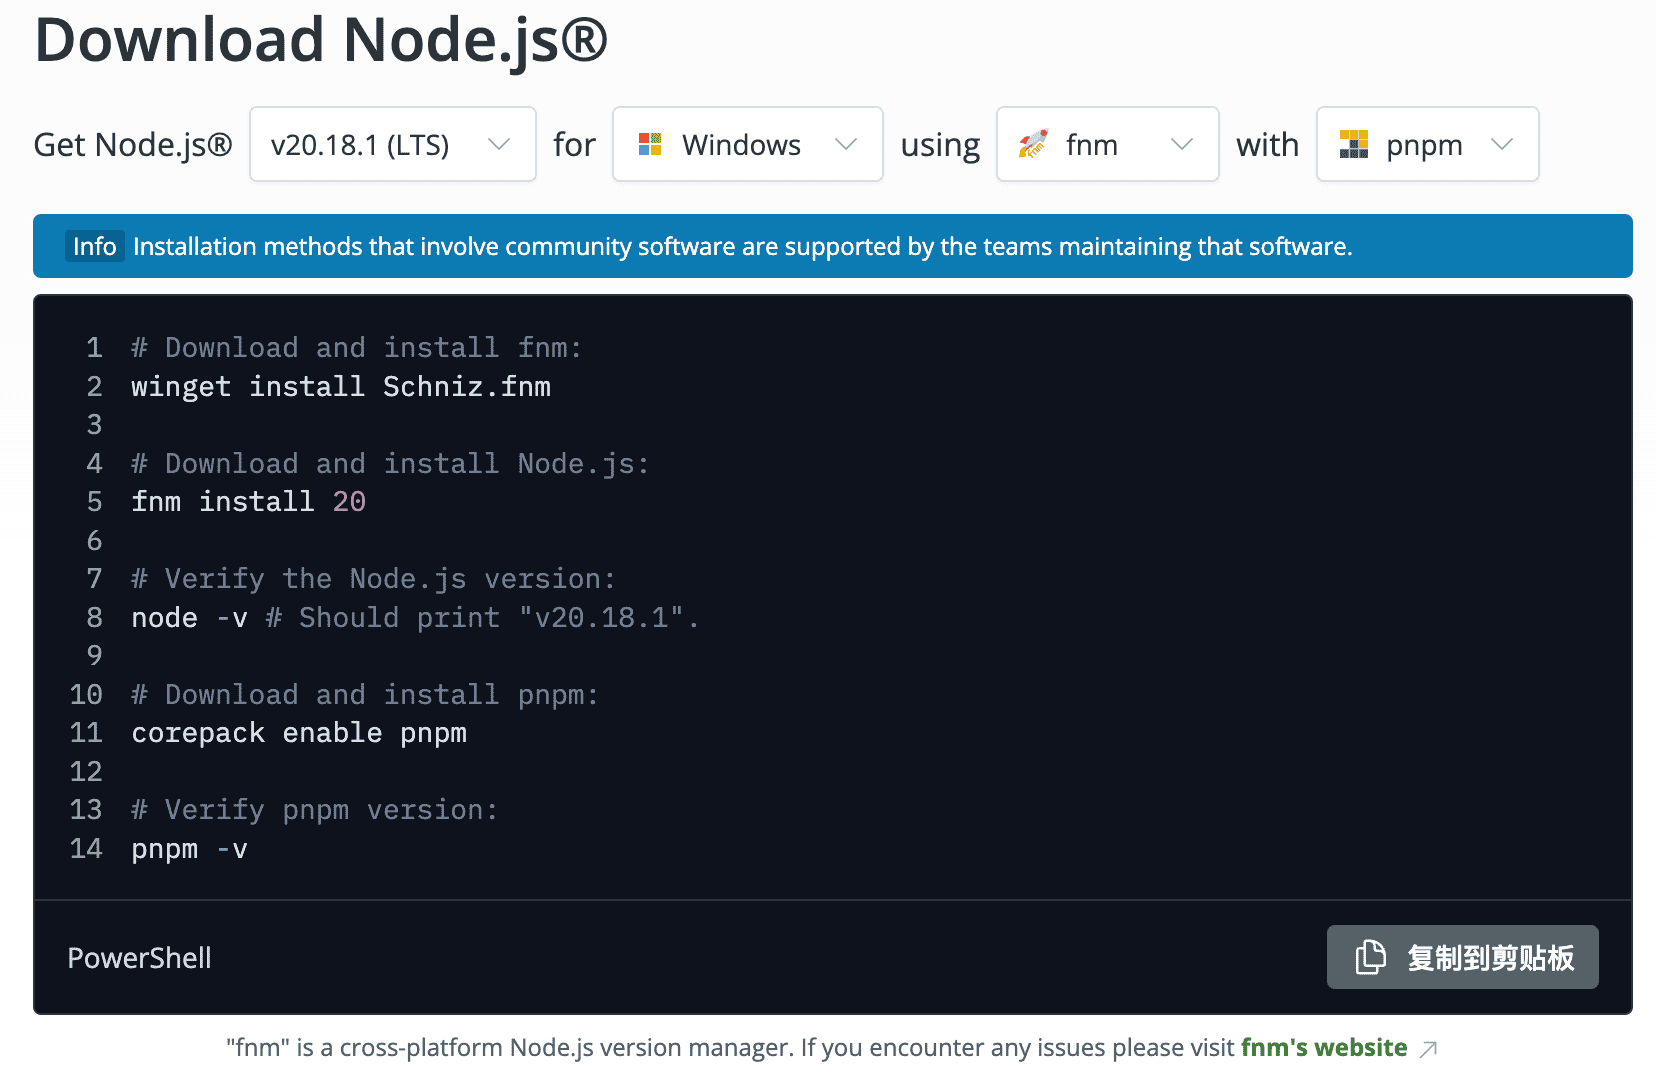 Download Node.js®
Get Node.js® v20.18.1 (LTS) for Windows using fnm with pnpm
Info Installation methods that involve community software are supported by the teams maintaining that software.
1 # Download and install fnm:
2 winget install Schniz.fnm
3
4 # Download and install Node.js:
5 fnm install 20
6
7 # Verify the Node.js version:
8 node -v # Should print "v20.18.1".
9
10 # Download and install pnpm:
11 corepack enable pnpm
12
13 # Verify pnpm version:
14 pnpm -v
PowerShell 复制到剪贴板
"fnm" is a cross-platform Node.js version manager. If you encounter any issues please visit fnm's website